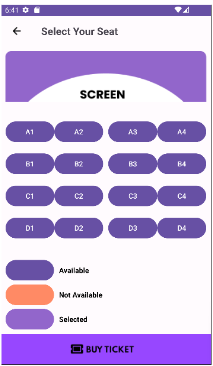 5:41
Select Your Seat
SCREEN
A1 A2 A3 A4
B1 B2 B3 B4
C1 C2 C3 C4
D1 D2 D3 D4
Available
Not Available
Selected
BUY TICKET